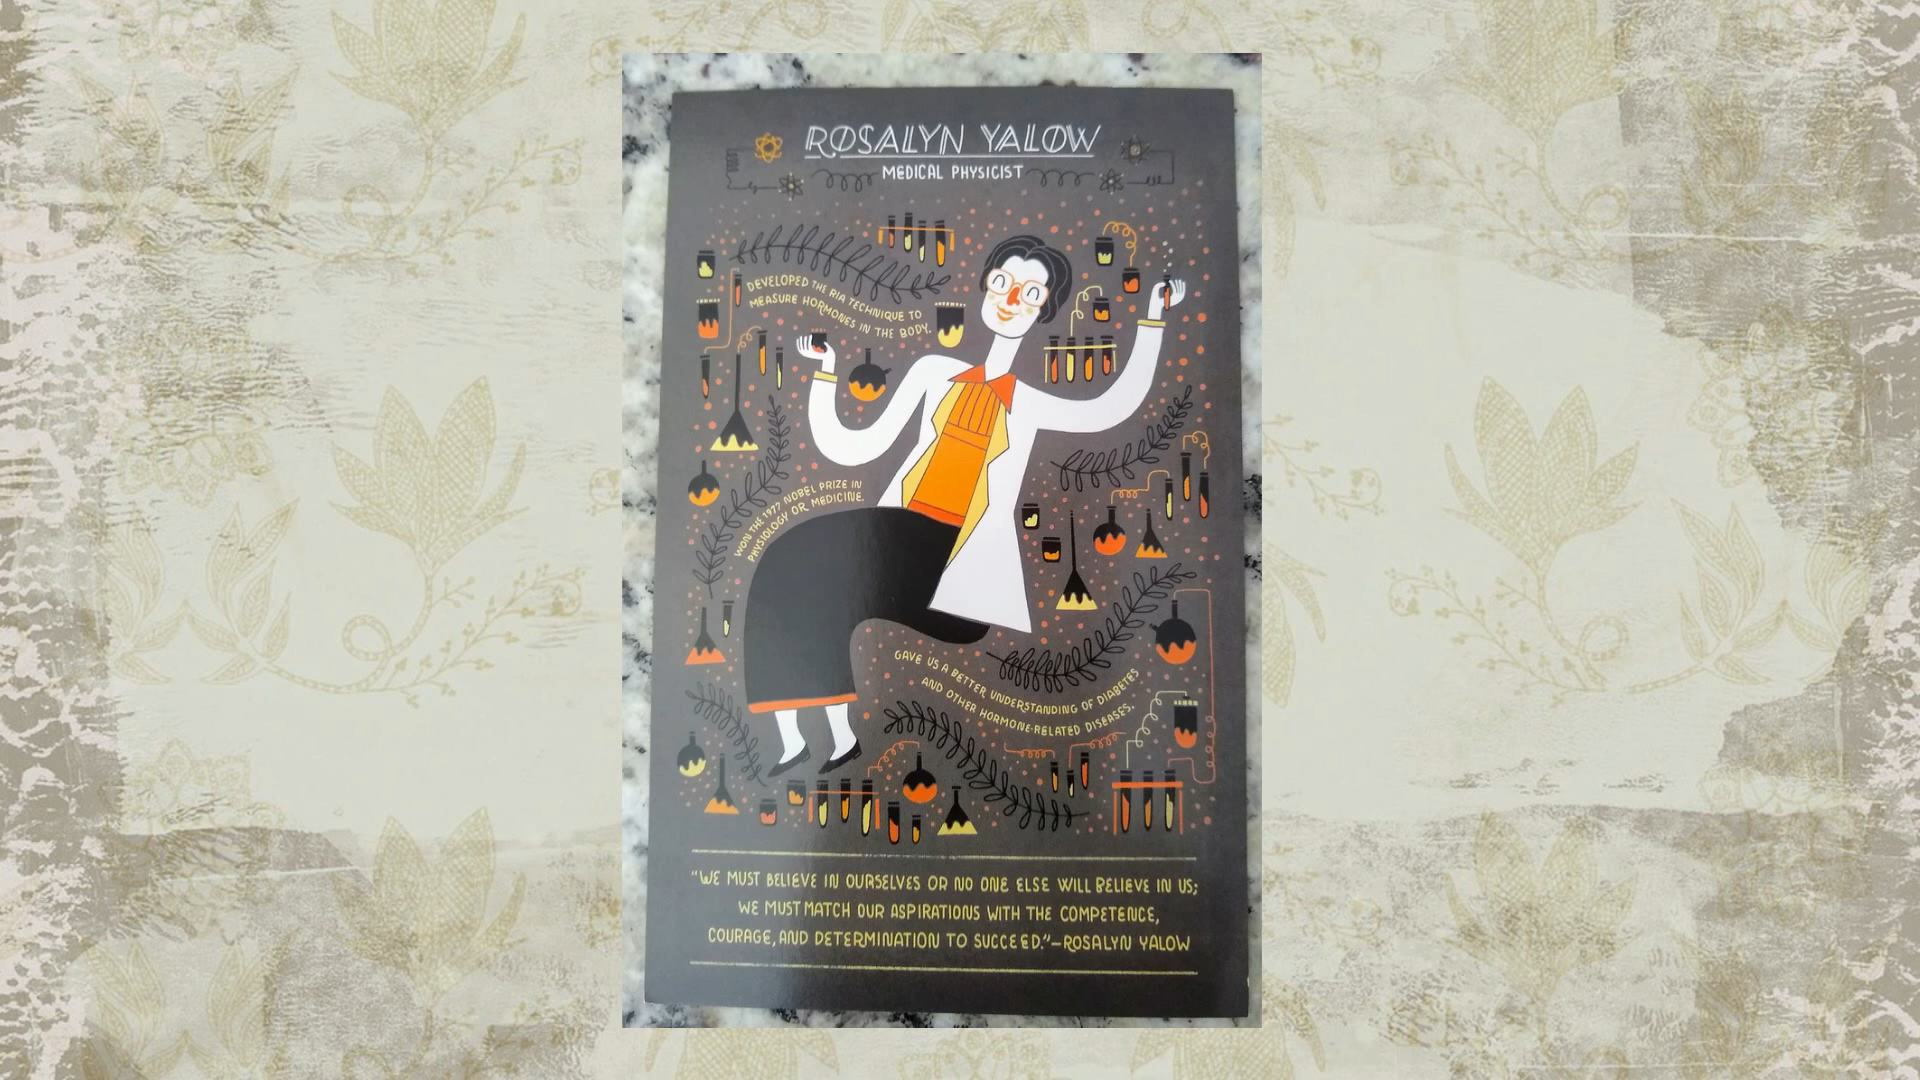 ROSALYN YALOW
MEDICAL PHYSICIST
DEVELOPED THE RIA TECHNIQUE TO
MEASURE HORMONES IN THE BODY.
WON THE 1977 NOBEL PRIZE IN
PHYSIOLOGY OR MEDICINE.
GAVE US A BETTER UNDERSTANDING OF DIABETES
AND OTHER HORMONE-RELATED DISEASES.
"WE MUST BELIEVE IN OURSELVES OR NO ONE ELSE WILL BELIEVE IN US;
WE MUST MATCH OUR ASPIRATIONS WITH THE COMPETENCE,
COURAGE, AND DETERMINATION TO SUCCEED."–ROSALYN YALOW